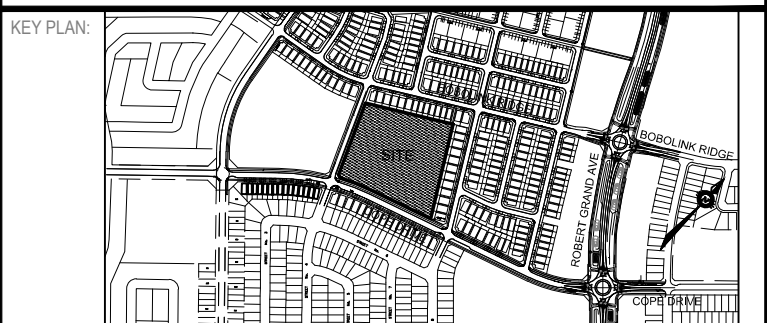 KEY PLAN:
SITE
BOBOLINK RIDGE
ROBERT GRAND AVE
COPE DRIVE